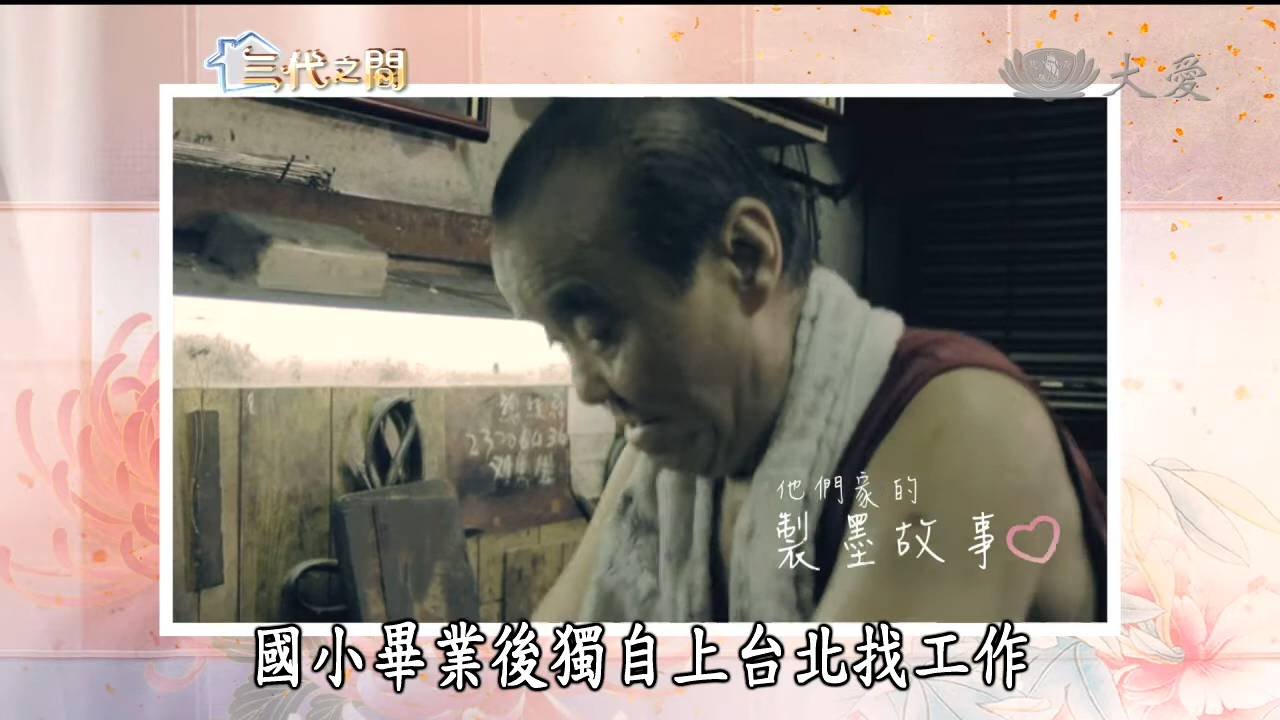 三代之間
大愛
他們家的
製墨故事
國小畢業後獨自上台北找工作